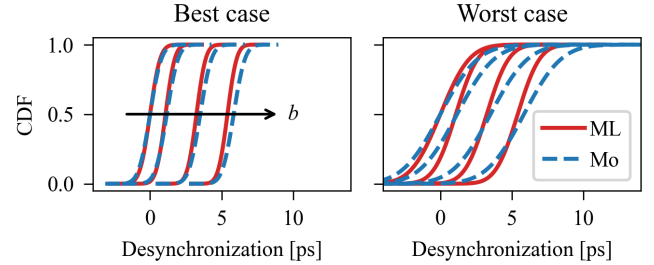 Best case
Worst case
CDF
1.0
0.5
0.0
b
ML
Mo
0
5
10
0
5
10
Desynchronization [ps]
Desynchronization [ps]